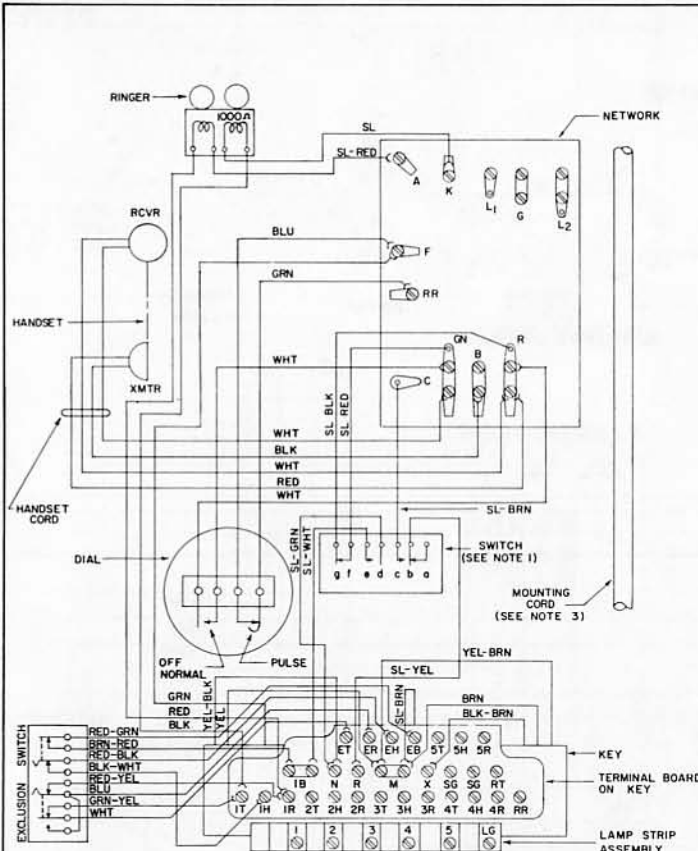 RINGER
1000Ω
SL
SL-RED
NETWORK
A
K
L1
G
L2
RCVR
BLU
F
GRN
RR
HANDSET
WHT
SL BLK
SL RED
GN
B
R
C
XMTR
WHT
BLK
WHT
RED
WHT
HANDSET
CORD
SL-BRN
DIAL
SL-GRN
SL-WHT
SWITCH
(SEE NOTE 1)
g f e d c b a
MOUNTING
CORD
(SEE NOTE 3)
OFF
NORMAL
PULSE
YEL-BRN
SL-YEL
GRN
RED
BLK
YEL-BLK
YEL
SL-BRN
BRN
BLK-BRN
EXCLUSION SWITCH
RED-GRN
BRN-RED
RED-BLK
BLK-WHT
RED-YEL
BLU
GRN-YEL
WHT
ET ER EH EB 5T 5H 5R
KEY
1B N R M X SG SG RT
TERMINAL BOARD
ON KEY
1T 1H 1R 2T 2H 2R 3T 3H 3R 4T 4H 4R RR
1 2 3 4 5 LG
LAMP STRIP
ASSEMBLY